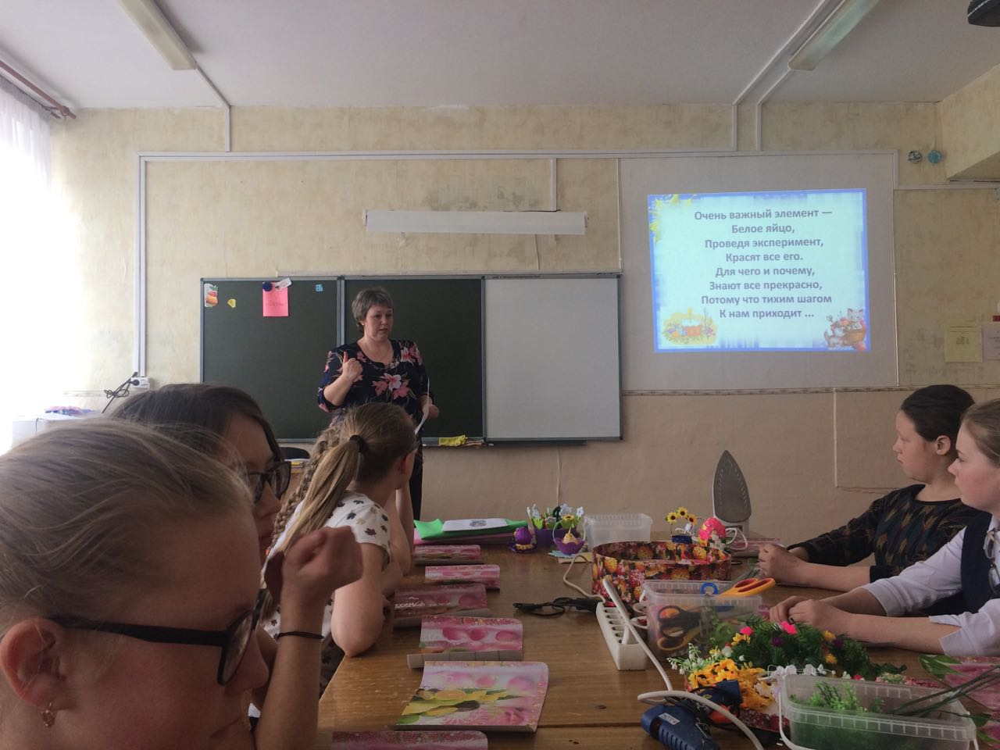 Очень важный элемент —
Белое яйцо,
Проведя эксперимент,
Красят все его.
Для чего и почему,
Знают все прекрасно,
Потому что тихим шагом
К нам приходит ...